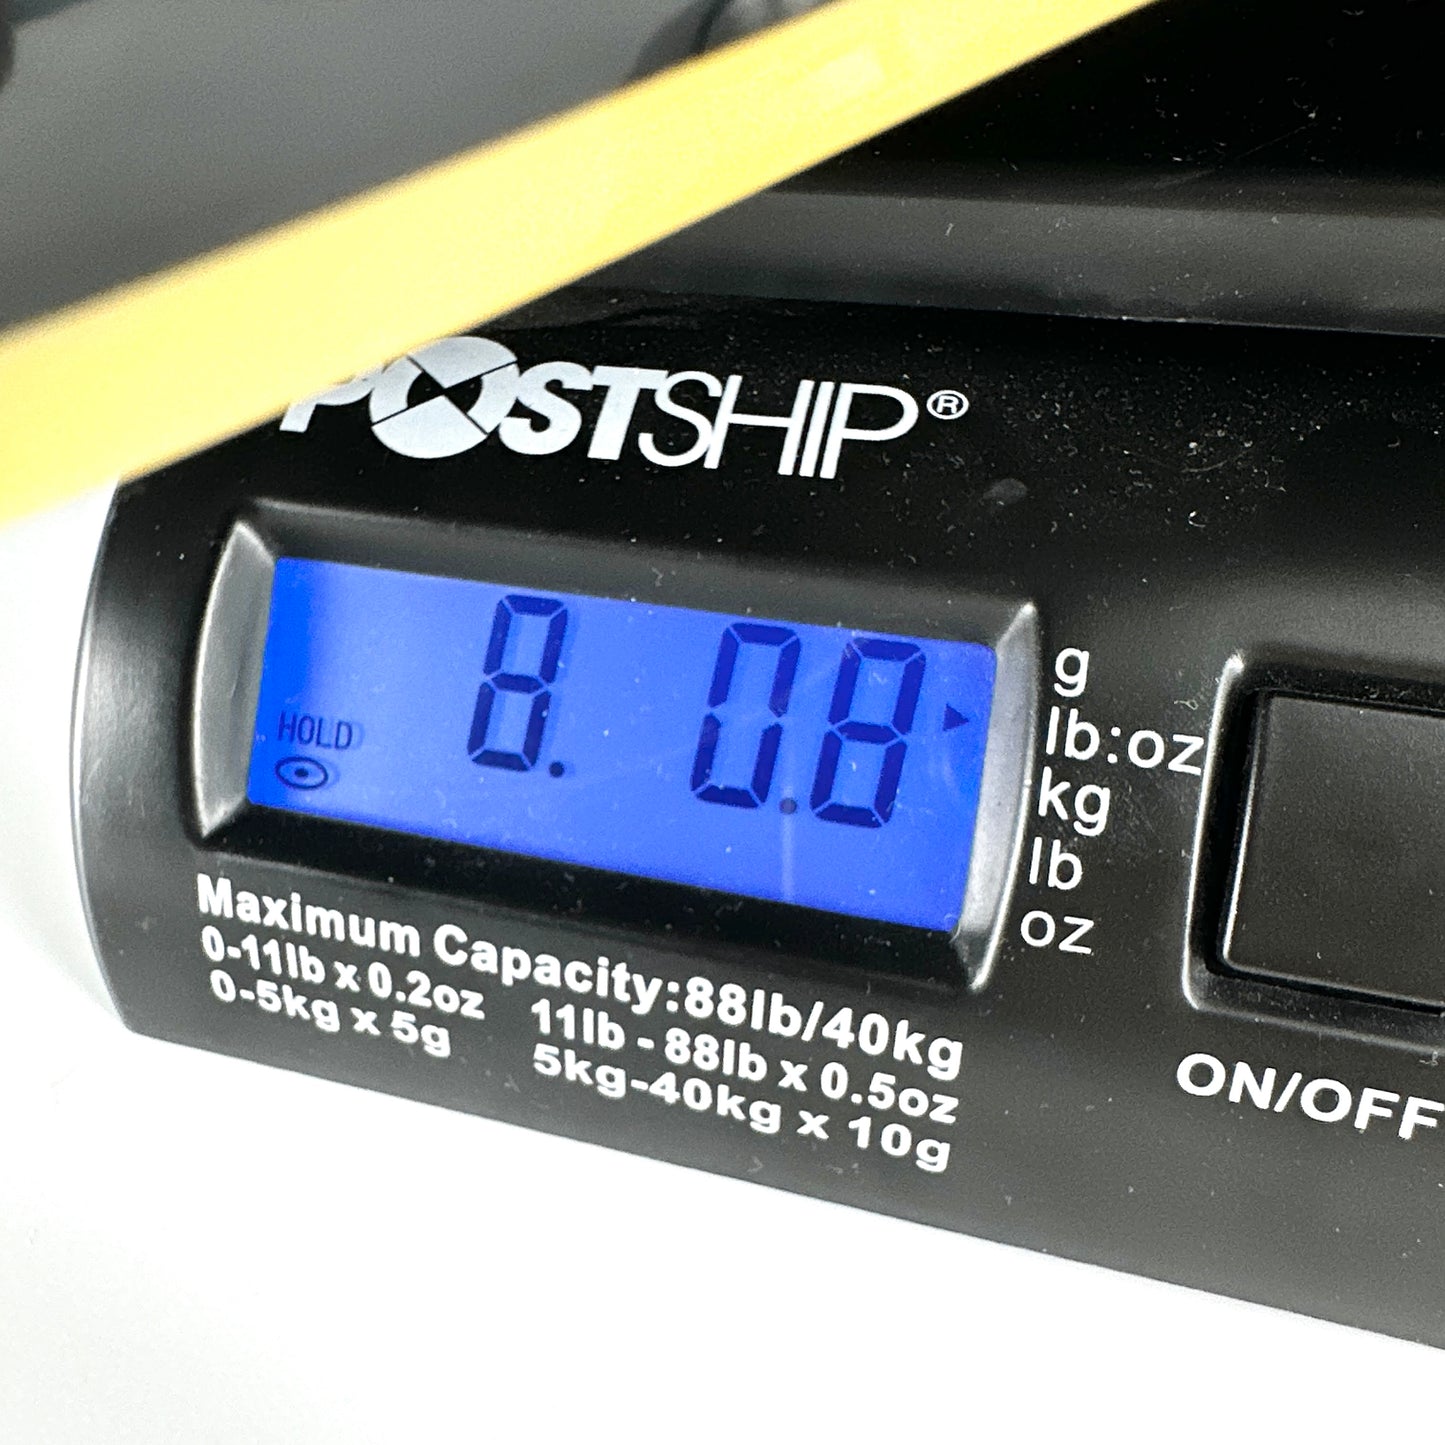 POSTSHIP®
8. 0.8
HOLD
g
lb:oz
kg
lb
oz
Maximum Capacity:88lb/40kg
0-11lb x 0.2oz 11lb - 88lb x 0.5oz
0-5kg x 5g 5kg-40kg x 10g
ON/OFF